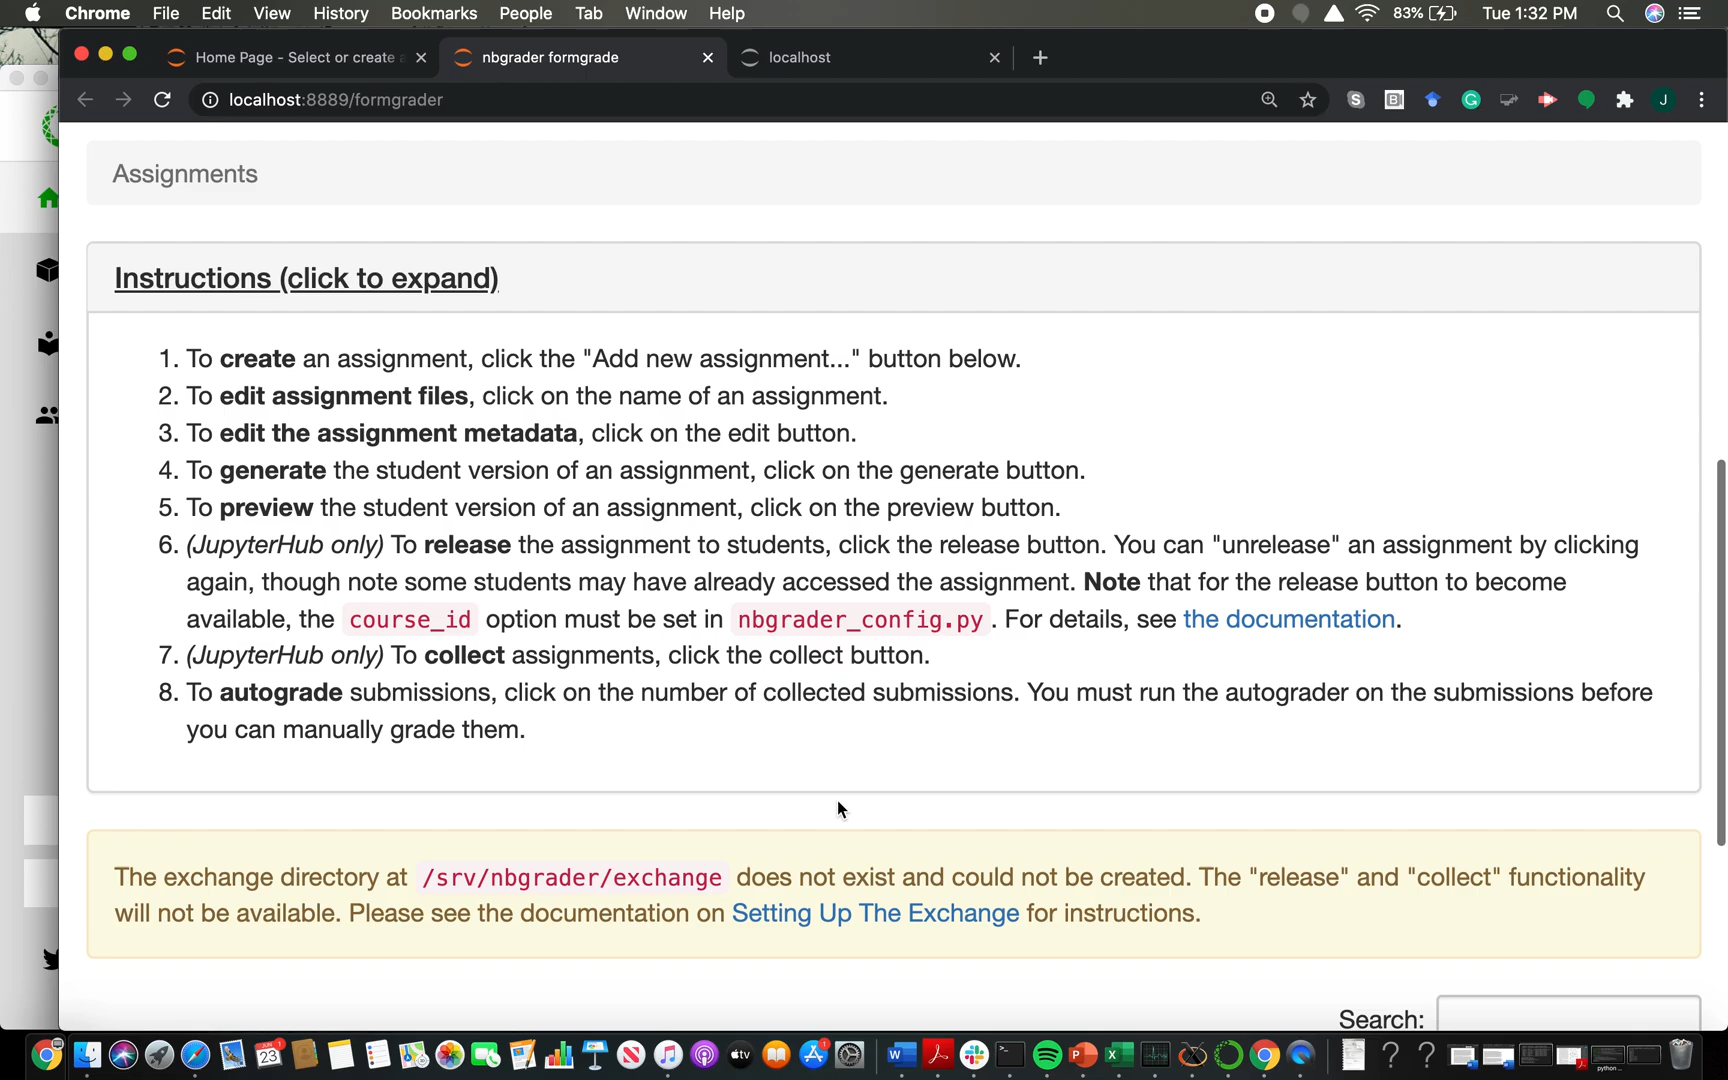 Chrome File Edit View History Bookmarks People Tab Window Help 83% Tue 1:32 PM
Home Page - Select or create a nbgrader formgrade localhost
localhost:8889/formgrader
Assignments
Instructions (click to expand)
1. To create an assignment, click the "Add new assignment..." button below.
2. To edit assignment files, click on the name of an assignment.
3. To edit the assignment metadata, click on the edit button.
4. To generate the student version of an assignment, click on the generate button.
5. To preview the student version of an assignment, click on the preview button.
6. (JupyterHub only) To release the assignment to students, click the release button. You can "unrelease" an assignment by clicking
again, though note some students may have already accessed the assignment. Note that for the release button to become
available, the course_id option must be set in nbgrader_config.py. For details, see the documentation.
7. (JupyterHub only) To collect assignments, click the collect button.
8. To autograde submissions, click on the number of collected submissions. You must run the autograder on the submissions before
you can manually grade them.
The exchange directory at /srv/nbgrader/exchange does not exist and could not be created. The "release" and "collect" functionality
will not be available. Please see the documentation on Setting Up The Exchange for instructions.
Search: